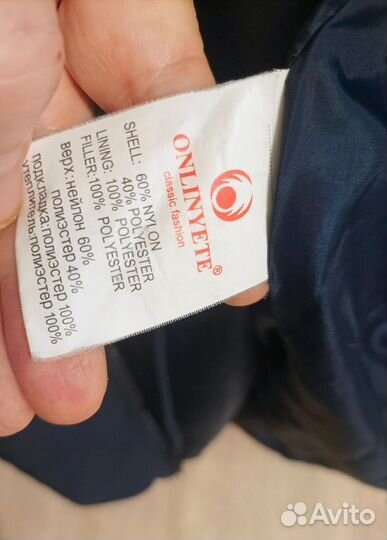 ONLINYETE®
classic fashion
SHELL: 60% NYLON
40% POLYESTER
LINING: 100% POLYESTER
FILLER: 100% POLYESTER
верх: нейлон 60%
полиэстер 40%
подкладка:полиэстер 100%
утеплитель:полиэстер 100%
Avito